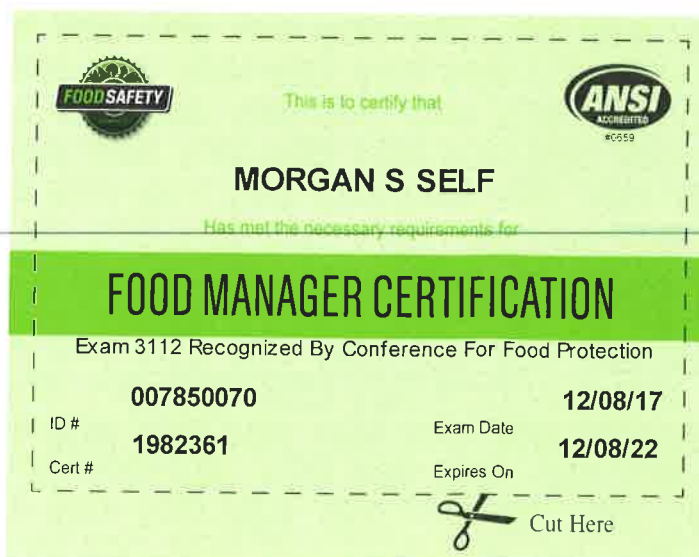 FOOD SAFETY
This is to certify that
ANSI
ACCREDITED
#0659
MORGAN S SELF
Has met the necessary requirements for
FOOD MANAGER CERTIFICATION
Exam 3112 Recognized By Conference For Food Protection
007850070
ID #
12/08/17
Exam Date
1982361
Cert #
12/08/22
Expires On
Cut Here